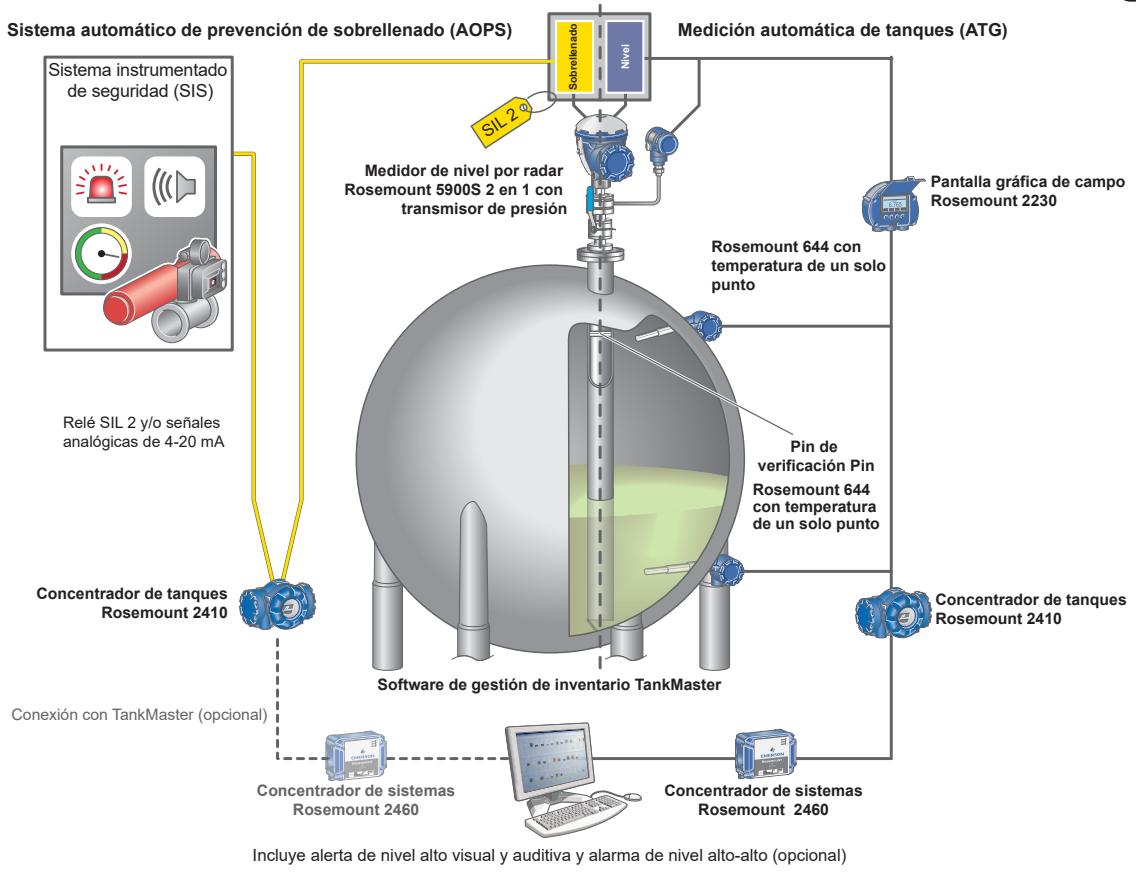 Sistema automático de prevención de sobrellenado (AOPS)
Medición automática de tanques (ATG)
Sistema instrumentado
de seguridad (SIS)
Sobrellenado
Nivel
SIL 2
Medidor de nivel por radar
Rosemount 5900S 2 en 1 con
transmisor de presión
Pantalla gráfica de campo
Rosemount 2230
Rosemount 644 con
temperatura de un solo
punto
Relé SIL 2 y/o señales
analógicas de 4-20 mA
Pin de
verificación Pin
Rosemount 644
con temperatura
de un solo punto
Concentrador de tanques
Rosemount 2410
Concentrador de tanques
Rosemount 2410
Software de gestión de inventario TankMaster
Conexión con TankMaster (opcional)
EMERSON
EMERSON
Concentrador de sistemas
Rosemount 2460
Concentrador de sistemas
Rosemount 2460
Incluye alerta de nivel alto visual y auditiva y alarma de nivel alto-alto (opcional)